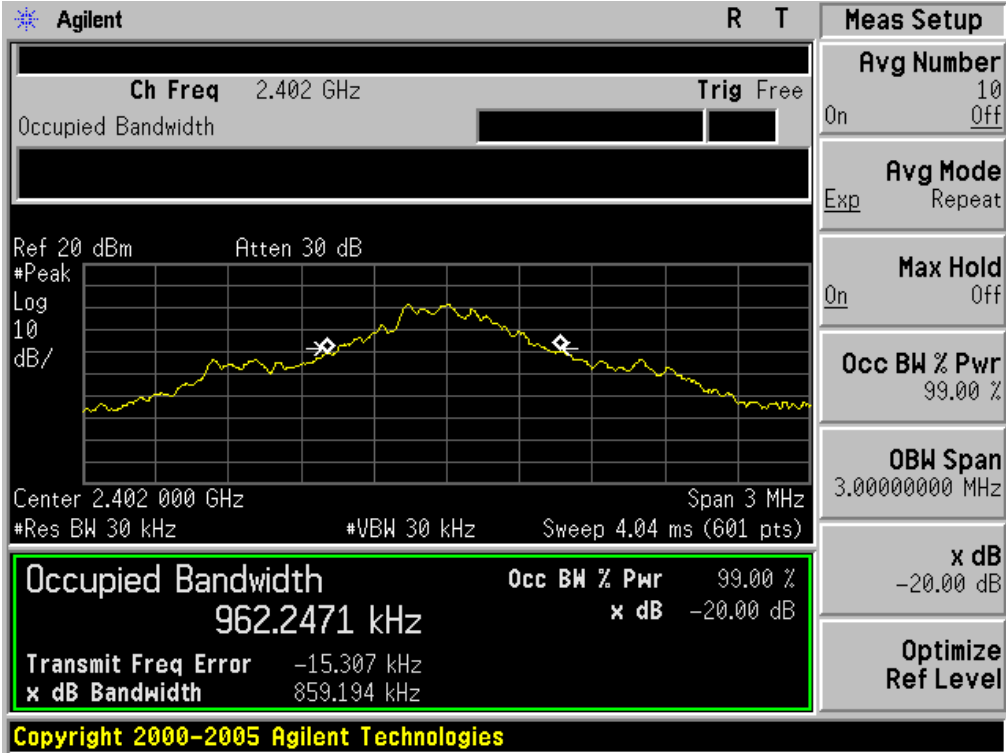 Agilent R T
Ch Freq 2.402 GHz Trig Free
Occupied Bandwidth
Ref 20 dBm Atten 30 dB
#Peak
Log
10
dB/
Center 2.402 000 GHz Span 3 MHz
#Res BW 30 kHz #VBW 30 kHz Sweep 4.04 ms (601 pts)
Occupied Bandwidth Occ BW % Pwr 99.00 %
962.2471 kHz x dB -20.00 dB
Transmit Freq Error -15.307 kHz
x dB Bandwidth 859.194 kHz
Copyright 2000-2005 Agilent Technologies
Meas Setup
Avg Number
10
On Off
Avg Mode
Exp Repeat
Max Hold
On Off
Occ BW % Pwr
99.00 %
OBW Span
3.00000000 MHz
x dB
-20.00 dB
Optimize
Ref Level